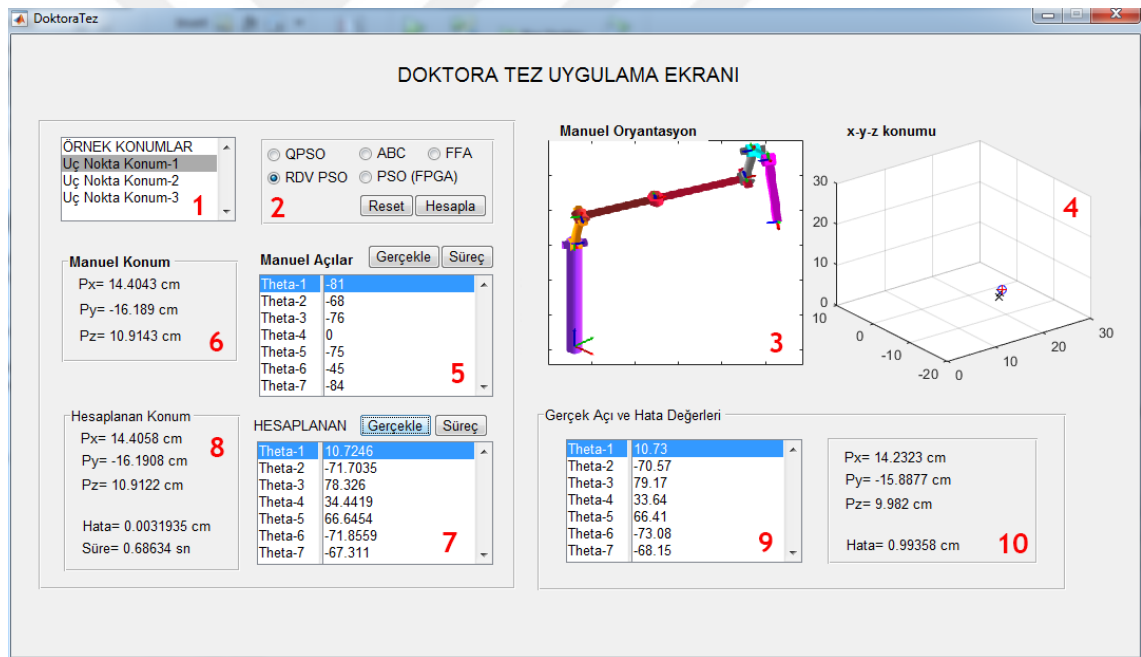 DoktoraTez
DOKTORA TEZ UYGULAMA EKRANI
ÖRNEK KONUMLAR
Uç Nokta Konum-1
Uç Nokta Konum-2
Uç Nokta Konum-3
1
QPSO ABC FFA
RDV PSO PSO (FPGA)
2 Reset Hesapla
Manuel Konum
Px= 14.4043 cm
Py= -16.189 cm
Pz= 10.9143 cm
6
Manuel Açılar Gerçekle Süreç
Theta-1 -81
Theta-2 -68
Theta-3 -76
Theta-4 0
Theta-5 -75
Theta-6 -45
Theta-7 -84
5
Hesaplanan Konum
Px= 14.4058 cm
Py= -16.1908 cm
Pz= 10.9122 cm
Hata= 0.0031935 cm
Süre= 0.68634 sn
8
HESAPLANAN Gerçekle Süreç
Theta-1 10.7246
Theta-2 -71.7035
Theta-3 78.326
Theta-4 34.4419
Theta-5 66.6454
Theta-6 -71.8559
Theta-7 -67.311
7
Manuel Oryantasyon
3
x-y-z konumu
30
20
10
0
10
0
-10
-20
0
10
20
30
4
Gerçek Açı ve Hata Değerleri
Theta-1 10.73
Theta-2 -70.57
Theta-3 79.17
Theta-4 33.64
Theta-5 66.41
Theta-6 -73.08
Theta-7 -68.15
9
Px= 14.2323 cm
Py= -15.8877 cm
Pz= 9.982 cm
Hata= 0.99358 cm
10